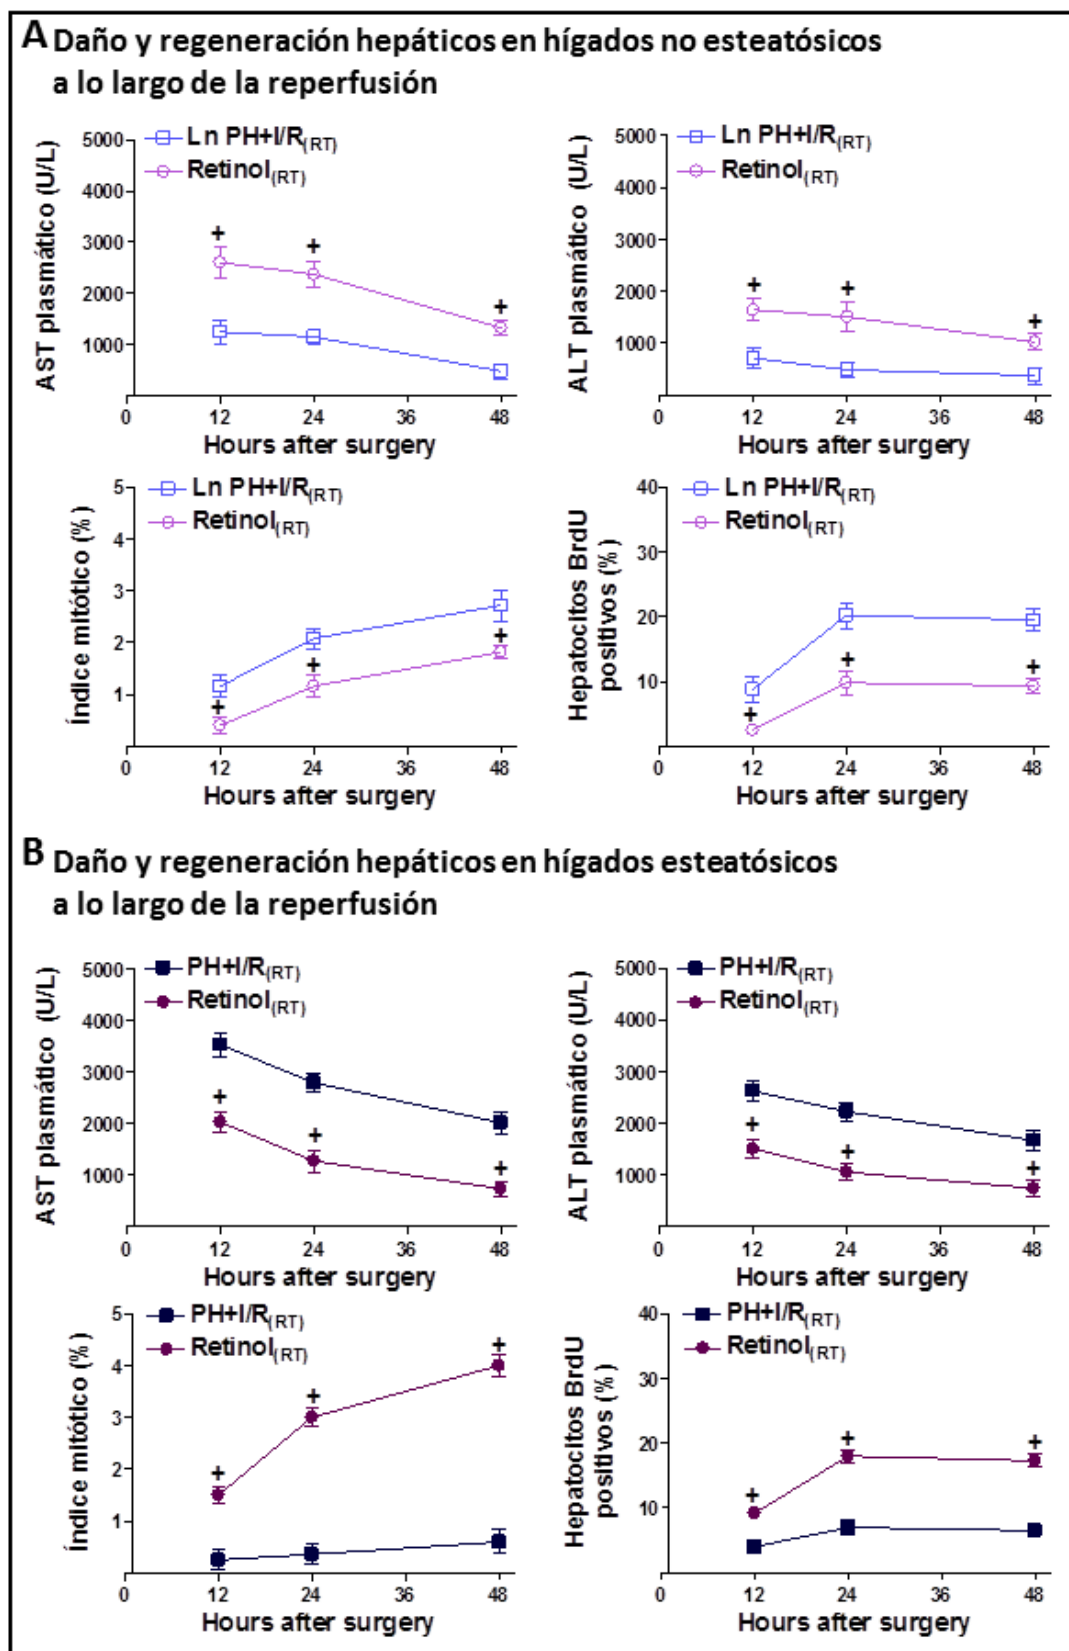 A Daño y regeneración hepáticos en hígados no esteatósicos
a lo largo de la reperfusión
AST plasmático (U/L)
5000
4000
3000
2000
1000
Ln PH+I/R(RT)
Retinol(RT)
+ + +
0 12 24 36 48
Hours after surgery
ALT plasmático (U/L)
5000
4000
3000
2000
1000
Ln PH+I/R(RT)
Retinol(RT)
+ + +
0 12 24 36 48
Hours after surgery
Índice mitótico (%)
5
4
3
2
1
Ln PH+I/R(RT)
Retinol(RT)
+ + +
0 12 24 36 48
Hours after surgery
Hepatocitos BrdU
positivos (%)
40
30
20
10
Ln PH+I/R(RT)
Retinol(RT)
+ + +
0 12 24 36 48
Hours after surgery
B Daño y regeneración hepáticos en hígados esteatósicos
a lo largo de la reperfusión
AST plasmático (U/L)
5000
4000
3000
2000
1000
PH+I/R(RT)
Retinol(RT)
+ + +
0 12 24 36 48
Hours after surgery
ALT plasmático (U/L)
5000
4000
3000
2000
1000
PH+I/R(RT)
Retinol(RT)
+ + +
0 12 24 36 48
Hours after surgery
Índice mitótico (%)
5
4
3
2
1
PH+I/R(RT)
Retinol(RT)
+ + +
0 12 24 36 48
Hours after surgery
Hepatocitos BrdU
positivos (%)
40
30
20
10
PH+I/R(RT)
Retinol(RT)
+ + +
0 12 24 36 48
Hours after surgery